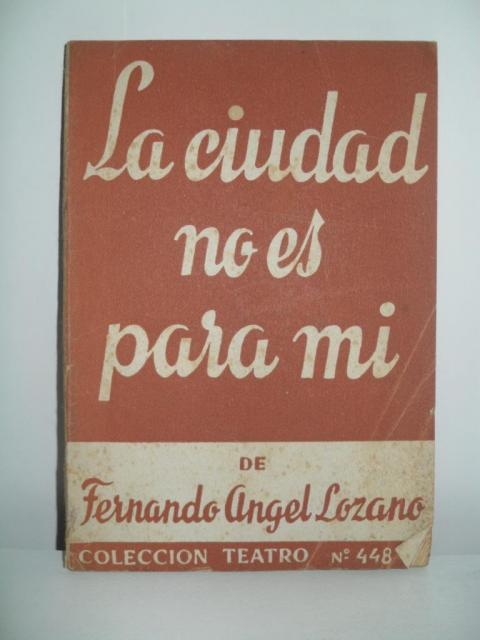 La ciudad
no es
para mi
DE
Fernando Angel Lozano
COLECCION TEATRO Nº 448